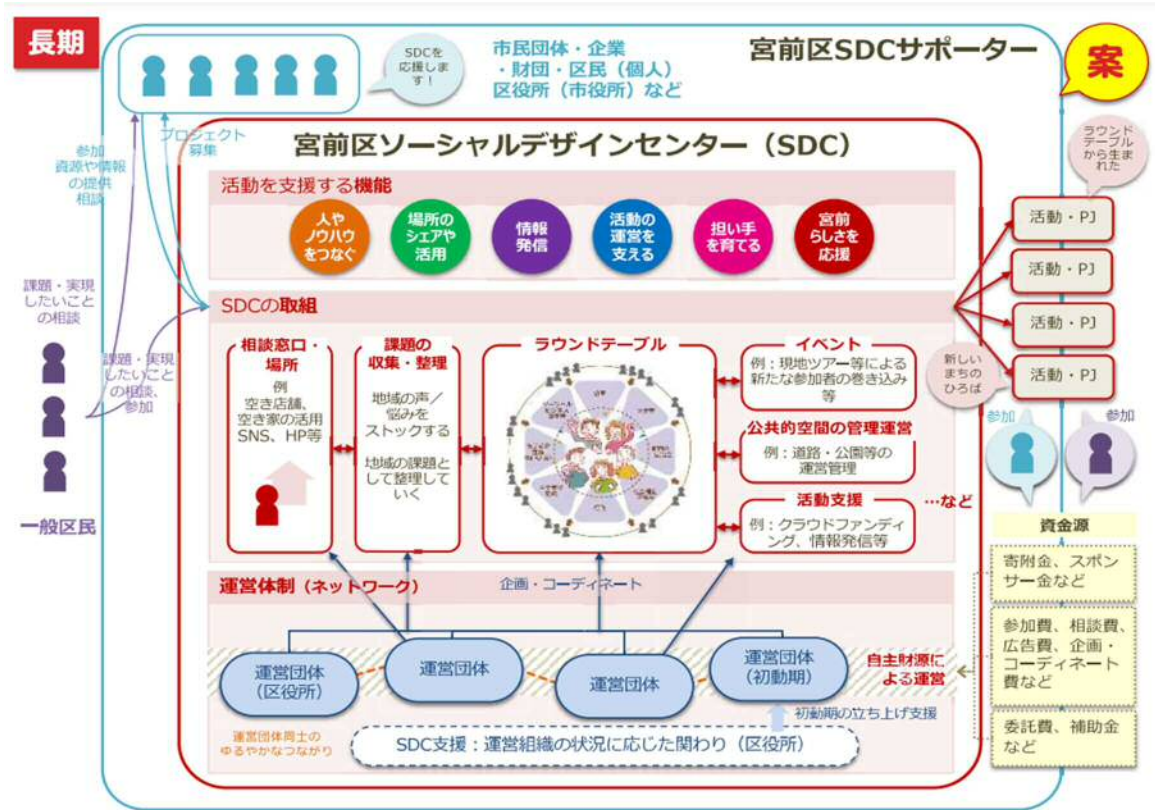 長期
SDCを
応援しま
す！
市民団体・企業
・財団・区民（個人）
区役所（市役所）など
宮前区SDCサポーター
案
参加
資源や情報
の提供
相談
プロジェクト
募集
宮前区ソーシャルデザインセンター（SDC）
ラウンド
テーブル
から生ま
れた
活動を支援する機能
人や
ノウハウ
をつなぐ
場所の
シェアや
活用
情報
発信
活動の
運営を
支える
担い手
を育てる
宮前
らしさを
応援
活動・PJ
活動・PJ
活動・PJ
活動・PJ
新しい
まちの
ひろば
課題・実現
したいこと
の相談
課題・実現
したいこと
の相談、
参加
一般区民
SDCの取組
相談窓口・
場所
例
空き店舗、
空き家の活用
SNS、HP等
課題の
収集・整理
地域の声／
悩みを
ストックする
地域の課題と
して整理して
いく
ラウンドテーブル
イベント
例：現地ツアー等による
新たな参加者の巻き込み
等
公共的空間の管理運営
例：道路・公園等の
運営管理
活動支援
例：クラウドファンディ
ング、情報発信等
…など
参加
参加
運営体制（ネットワーク）
企画・コーディネート
運営団体
（区役所）
運営団体
運営団体
運営団体
（初動期）
自主財源に
よる運営
初動期の立ち上げ支援
運営団体同士の
ゆるやかなつながり
SDC支援：運営組織の状況に応じた関わり（区役所）
資金源
寄附金、スポン
サー金など
参加費、相談費、
広告費、企画・
コーディネート
費など
委託費、補助金
など